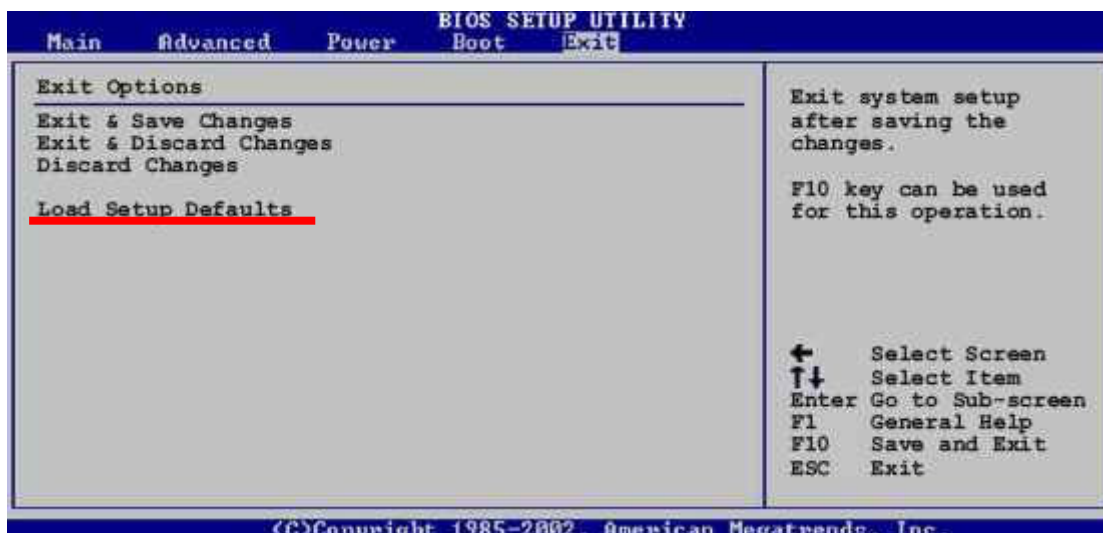 BIOS SETUP UTILITY
Main Advanced Power Boot Exit
Exit Options
Exit & Save Changes
Exit & Discard Changes
Discard Changes
Load Setup Defaults
Exit system setup
after saving the
changes.
F10 key can be used
for this operation.
← Select Screen
↑↓ Select Item
Enter Go to Sub-screen
F1 General Help
F10 Save and Exit
ESC Exit
(C)Copyright 1985-2002, American Megatrends, Inc.